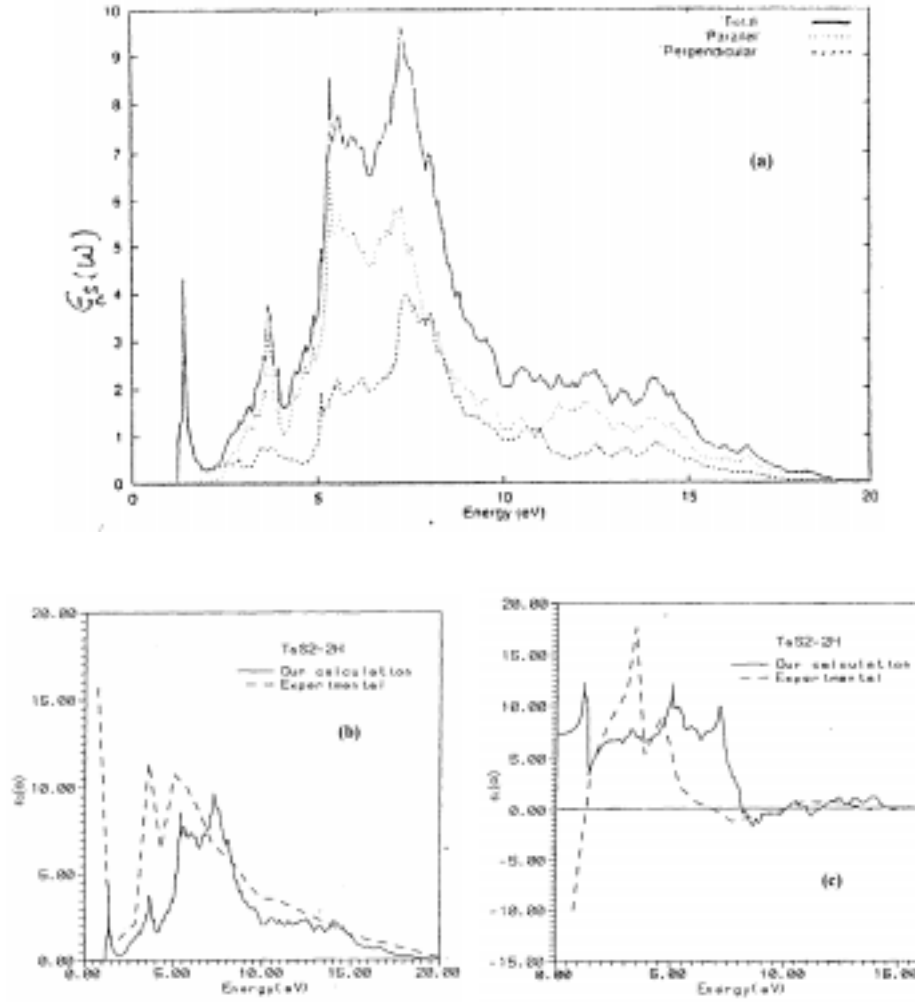 10
Total
9
Parallel
Perpendicular
8
7
(a)
6
5
4
3
2
1
0
0 5 10 15 20
Energy (eV)
20.00
TaS2-2H
Our calculation
Experimental
15.00
(b)
10.00
5.00
0.00
0.00 5.00 10.00 15.00 20.00
Energy(eV)
20.00
TaS2-2H
15.00
Our calculation
Experimental
10.00
5.00
0.00
-5.00
(c)
-10.00
-15.00
0.00 5.00 10.00 15.00
Energy(eV)